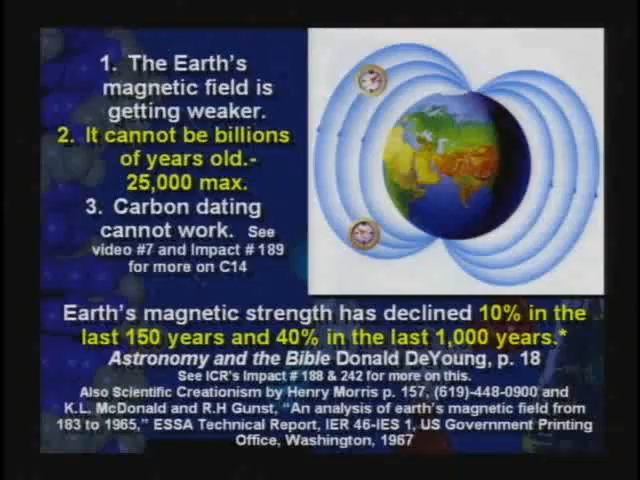 1. The Earth's
magnetic field is
getting weaker.
2. It cannot be billions
of years old.-
25,000 max.
3. Carbon dating
cannot work. See
video #7 and Impact # 189
for more on C14
Earth's magnetic strength has declined 10% in the
last 150 years and 40% in the last 1,000 years.*
Astronomy and the Bible Donald DeYoung, p. 18
See ICR's Impact # 188 & 242 for more on this.
Also Scientific Creationism by Henry Morris p. 157, (619)-448-0900 and
K.L. McDonald and R.H Gunst, “An analysis of earth's magnetic field from
183 to 1965,” ESSA Technical Report, IER 46-IES 1, US Government Printing
Office, Washington, 1967